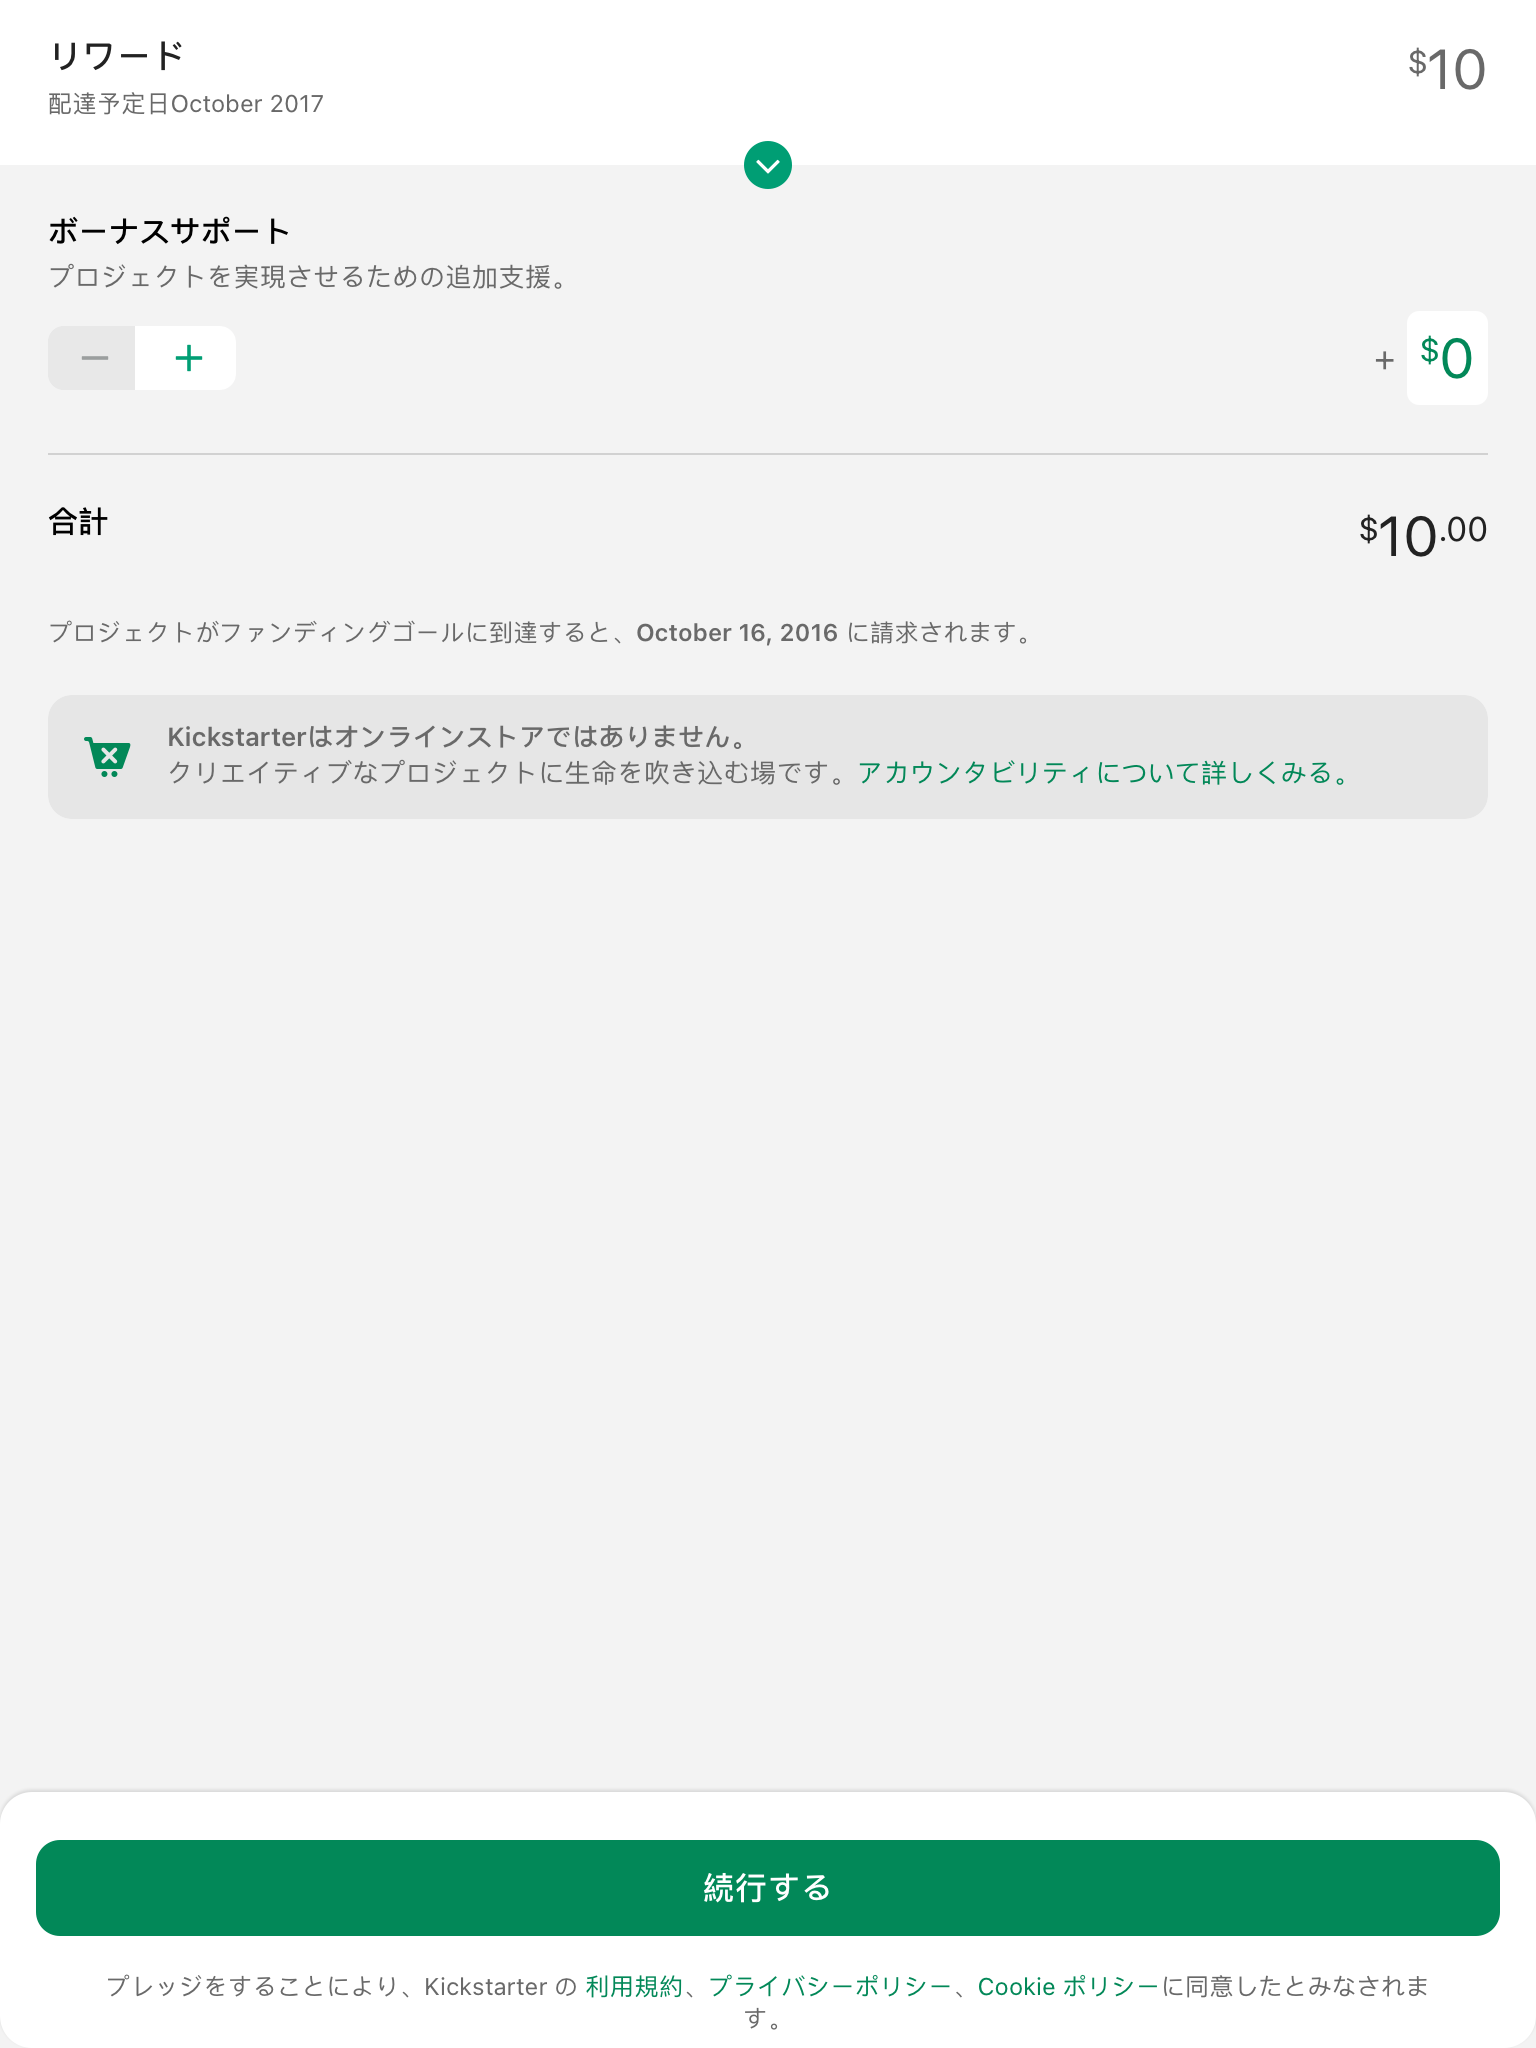 リワード
$10
配達予定日October 2017
ボーナスサポート
プロジェクトを実現させるための追加支援。
+ $0
合計
$10.00
プロジェクトがファンディングゴールに到達すると、October 16, 2016 に請求されます。
Kickstarterはオンラインストアではありません。
クリエイティブなプロジェクトに生命を吹き込む場です。アカウンタビリティについて詳しくみる。
続行する
プレッジをすることにより、Kickstarter の 利用規約、プライバシーポリシー、Cookie ポリシーに同意したとみなされま
す。